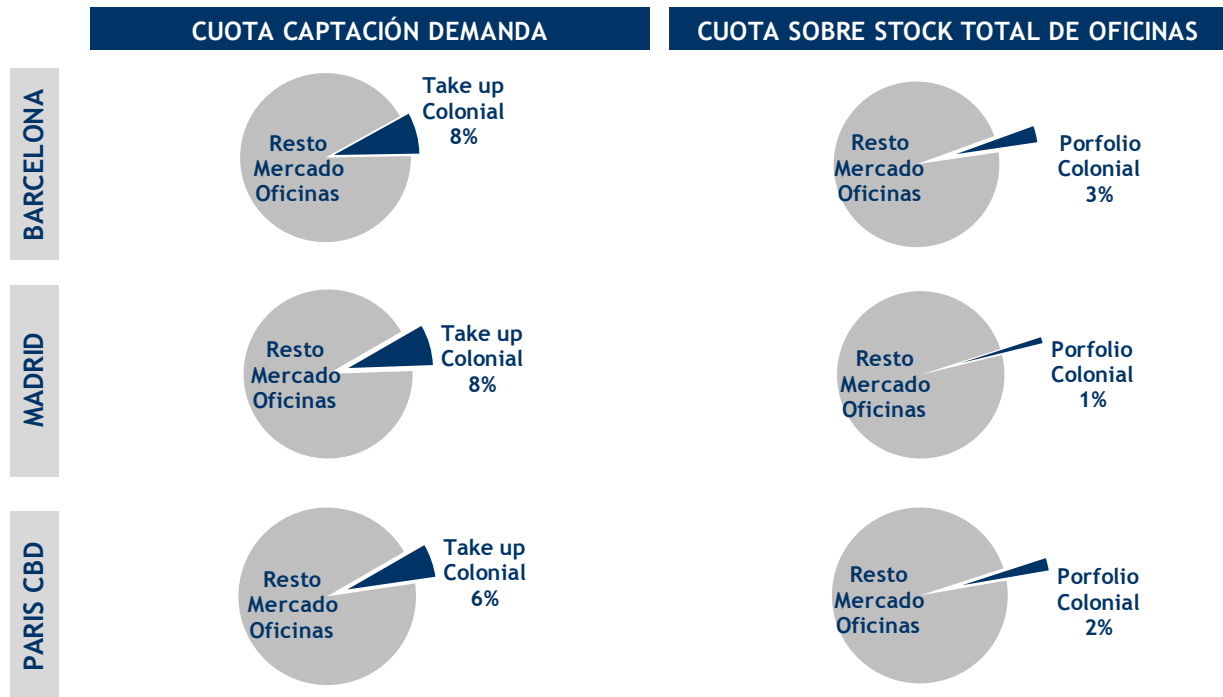 CUOTA CAPTACIÓN DEMANDA
CUOTA SOBRE STOCK TOTAL DE OFICINAS
BARCELONA
Resto
Mercado
Oficinas
Take up
Colonial
8%
Resto
Mercado
Oficinas
Porfolio
Colonial
3%
MADRID
Resto
Mercado
Oficinas
Take up
Colonial
8%
Resto
Mercado
Oficinas
Porfolio
Colonial
1%
PARIS CBD
Resto
Mercado
Oficinas
Take up
Colonial
6%
Resto
Mercado
Oficinas
Porfolio
Colonial
2%